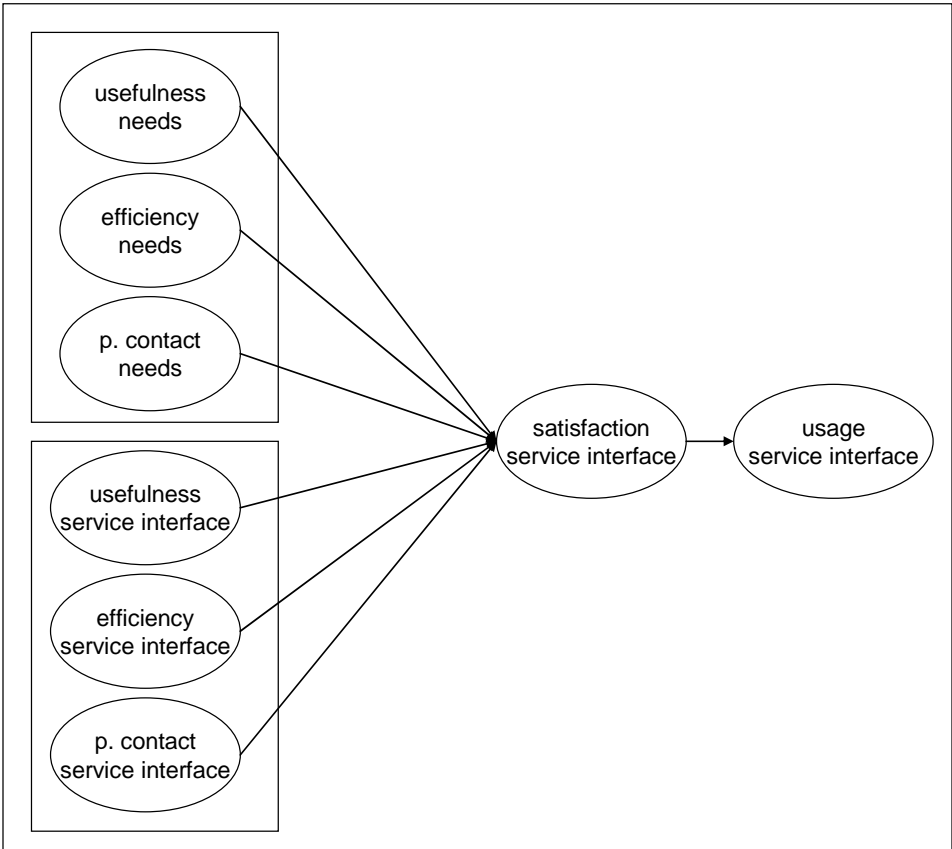 usefulness
needs
efficiency
needs
p. contact
needs
usefulness
service interface
efficiency
service interface
p. contact
service interface
satisfaction
service interface
usage
service interface